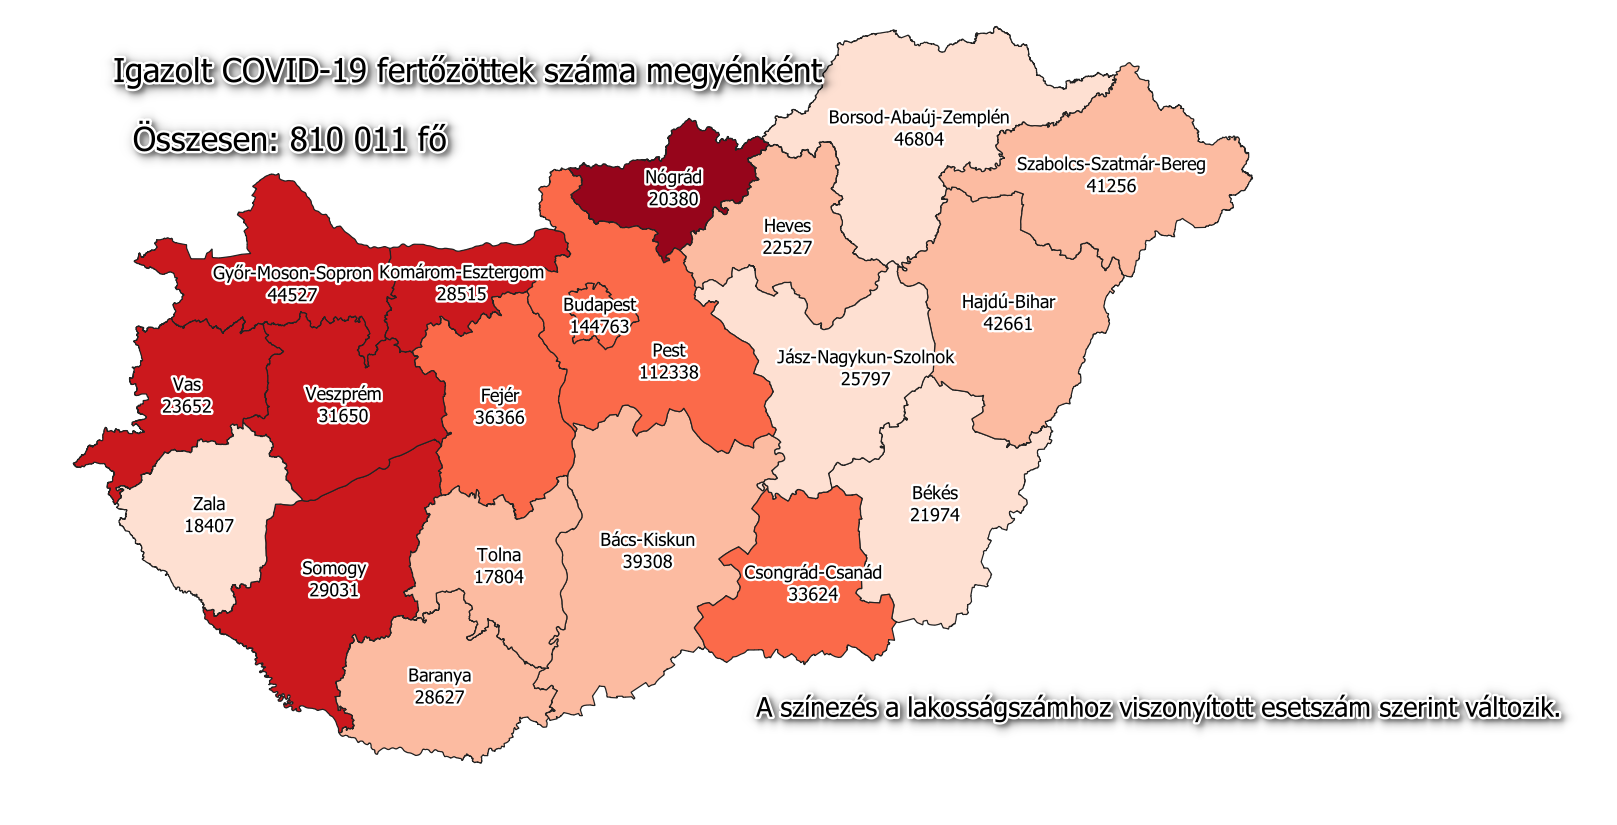 Igazolt COVID-19 fertőzöttek száma megyénként
Összesen: 810 011 fő
Borsod-Abaúj-Zemplén
46804
Szabolcs-Szatmár-Bereg
41256
Nógrád
20380
Heves
22527
Győr-Moson-Sopron
44527
Komárom-Esztergom
28515
Budapest
144763
Hajdú-Bihar
42661
Pest
112338
Jász-Nagykun-Szolnok
25797
Vas
23652
Veszprém
31650
Fejér
36366
Zala
18407
Békés
21974
Bács-Kiskun
39308
Tolna
17804
Somogy
29031
Csongrád-Csanád
33624
Baranya
28627
A színezés a lakosságszámhoz viszonyított esetszám szerint változik.